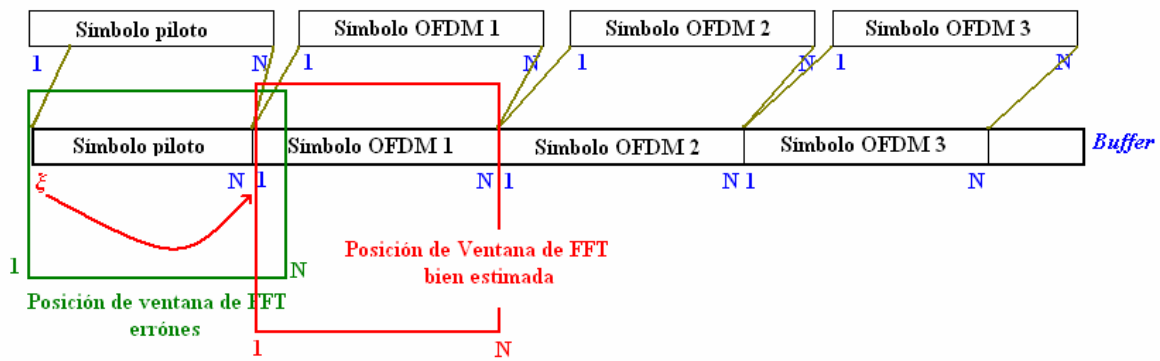 Símbolo piloto Símbolo OFDM 1 Símbolo OFDM 2 Símbolo OFDM 3
1 N 1 N 1 N 1 N
Símbolo piloto Símbolo OFDM 1 Símbolo OFDM 2 Símbolo OFDM 3 Buffer
ξ N 1 N 1 N 1 N
Posición de Ventana de FFT
bien estimada
1 N
Posición de ventana de FFT
errónes
1 N